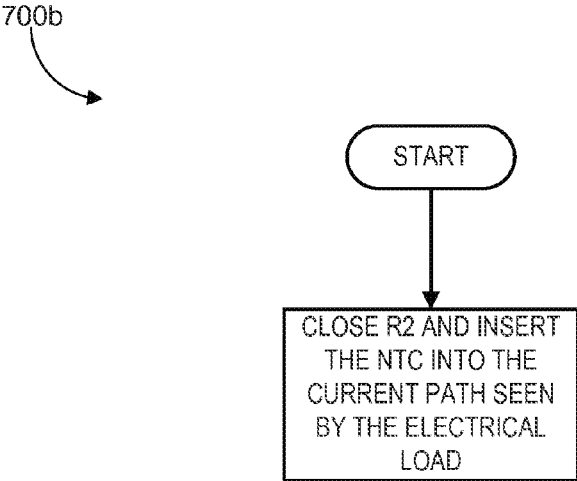 700b
START
CLOSE R2 AND INSERT
THE NTC INTO THE
CURRENT PATH SEEN
BY THE ELECTRICAL
LOAD